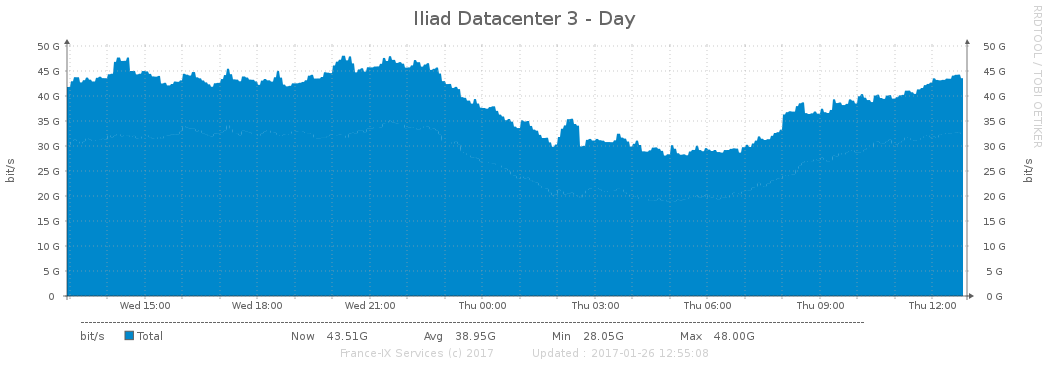 Iliad Datacenter 3 - Day
RRDTOOL / TOBI OETIKER
50 G 50 G
45 G 45 G
40 G 40 G
35 G 35 G
30 G 30 G
25 G 25 G
20 G 20 G
15 G 15 G
10 G 10 G
5 G 5 G
0 0 G
bit/s bit/s
Wed 15:00 Wed 18:00 Wed 21:00 Thu 00:00 Thu 03:00 Thu 06:00 Thu 09:00 Thu 12:00
bit/s Total Now 43.51G Avg 38.95G Min 28.05G Max 48.00G
France-IX Services (c) 2017 Updated : 2017-01-26 12:55:08